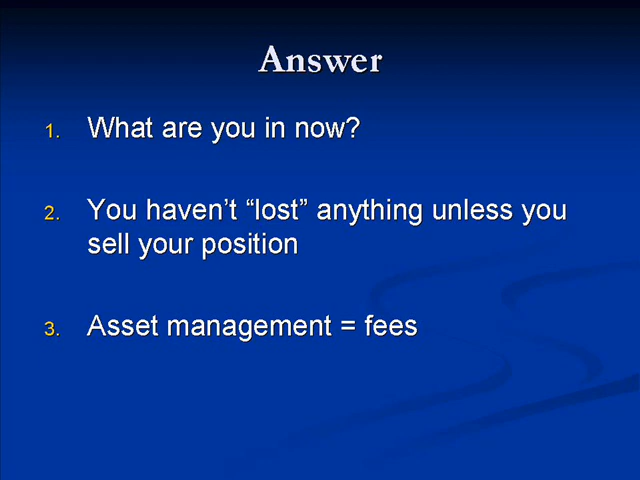 Answer
1. What are you in now?
2. You haven’t “lost” anything unless you
sell your position
3. Asset management = fees